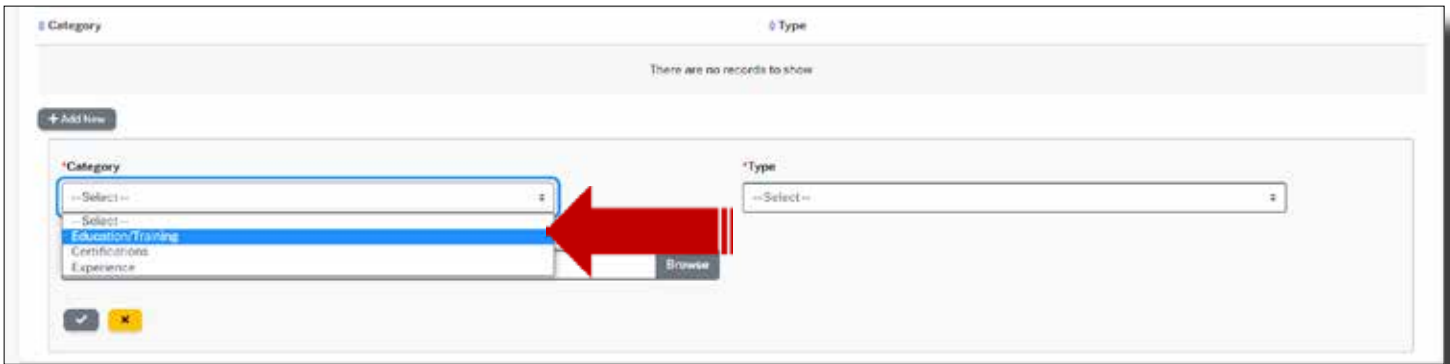 Category
Type
There are no records to show
+ Add New
*Category
*Type
--Select--
--Select--
--Select--
Education/Training
Certifications
Experience
Browse